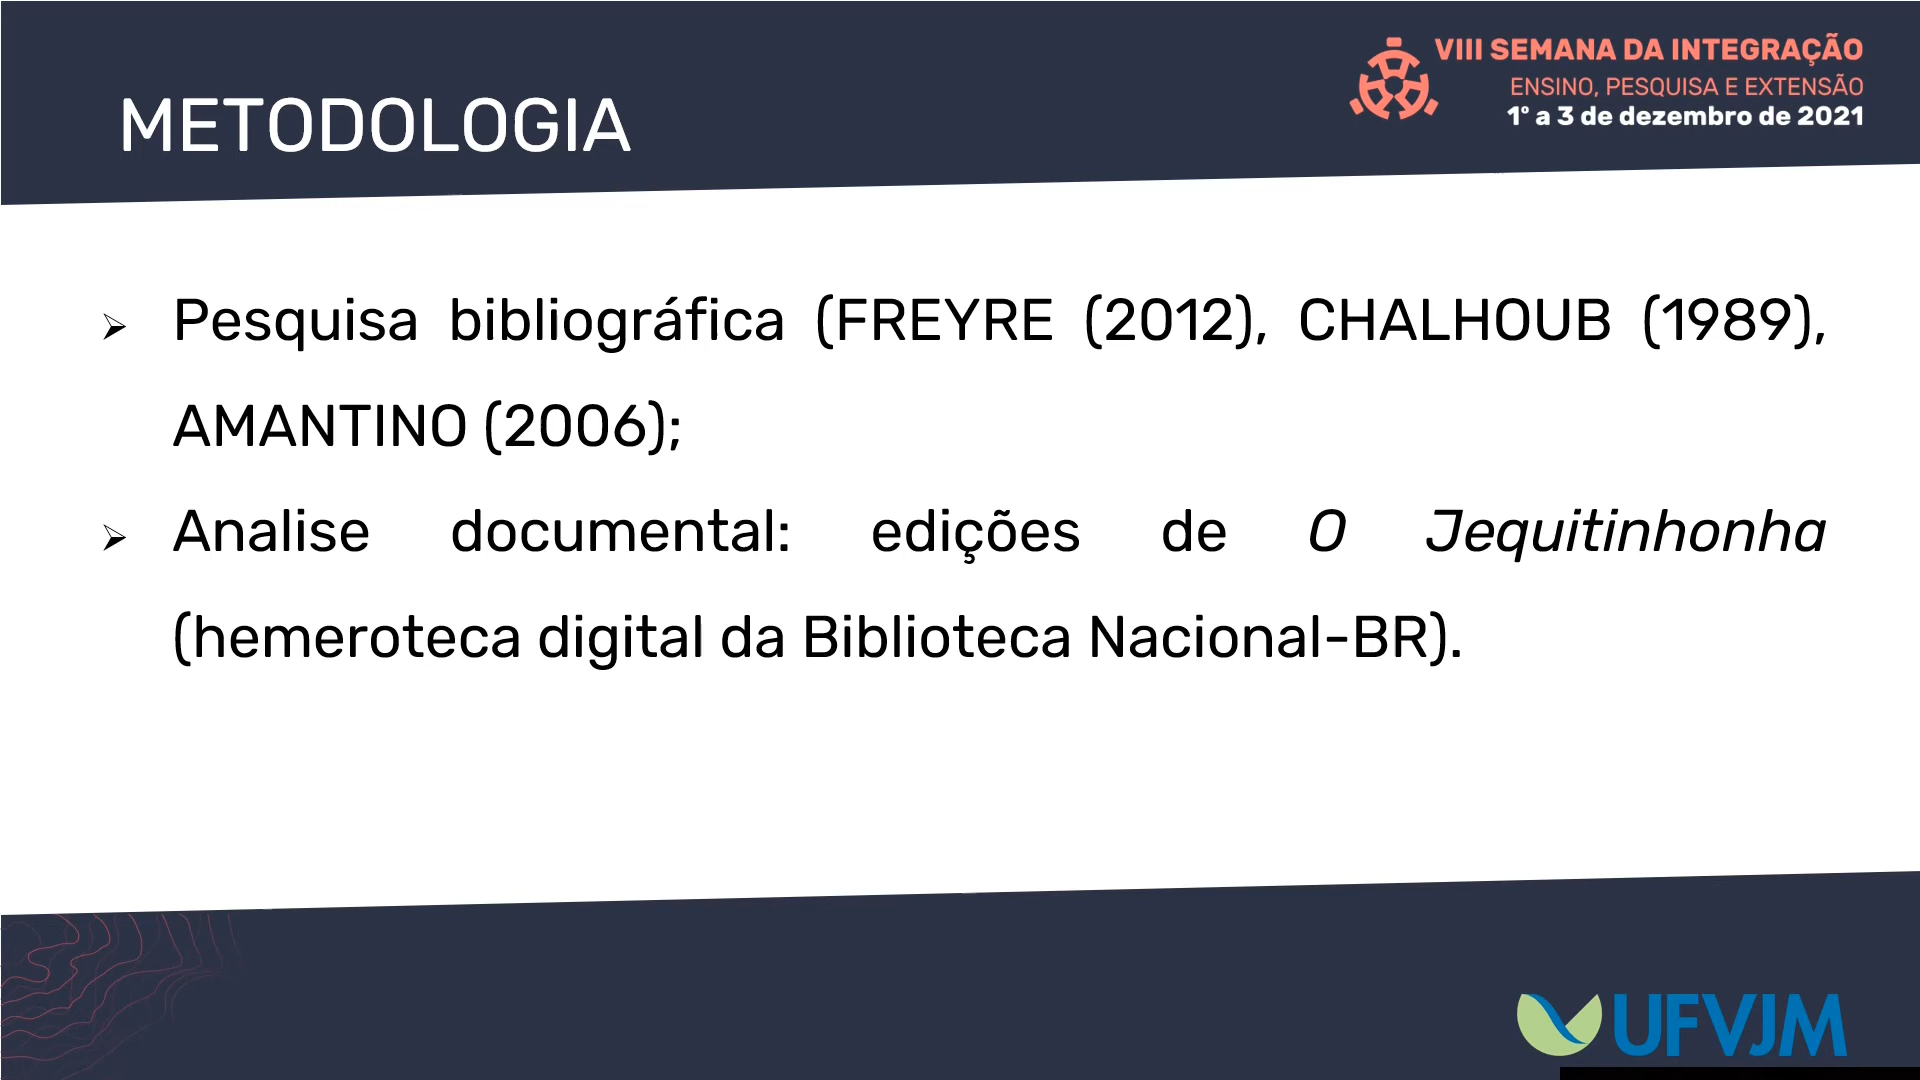 METODOLOGIA
VIII SEMANA DA INTEGRAÇÃO
ENSINO, PESQUISA E EXTENSÃO
1º a 3 de dezembro de 2021
➢ Pesquisa bibliográfica (FREYRE (2012), CHALHOUB (1989),
AMANTINO (2006);
➢ Analise documental: edições de O Jequitinhonha
(hemeroteca digital da Biblioteca Nacional-BR).
UFVJM